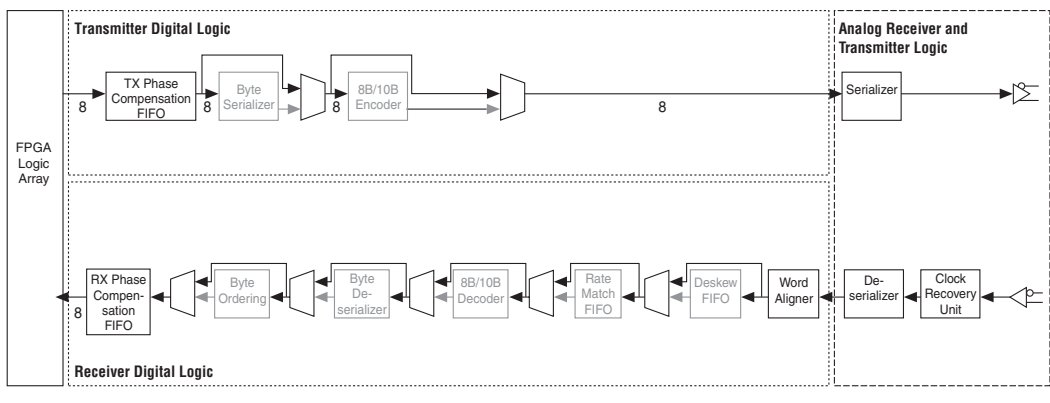 Transmitter Digital Logic
Analog Receiver and
Transmitter Logic
TX Phase
Compensation
FIFO
Byte
Serializer
8B/10B
Encoder
Serializer
8
8
8
8
8
FPGA
Logic
Array
RX Phase
Compen-
sation
FIFO
Byte
Ordering
Byte
De-
serializer
8B/10B
Decoder
Rate
Match
FIFO
Deskew
FIFO
Word
Aligner
De-
serializer
Clock
Recovery
Unit
8
Receiver Digital Logic